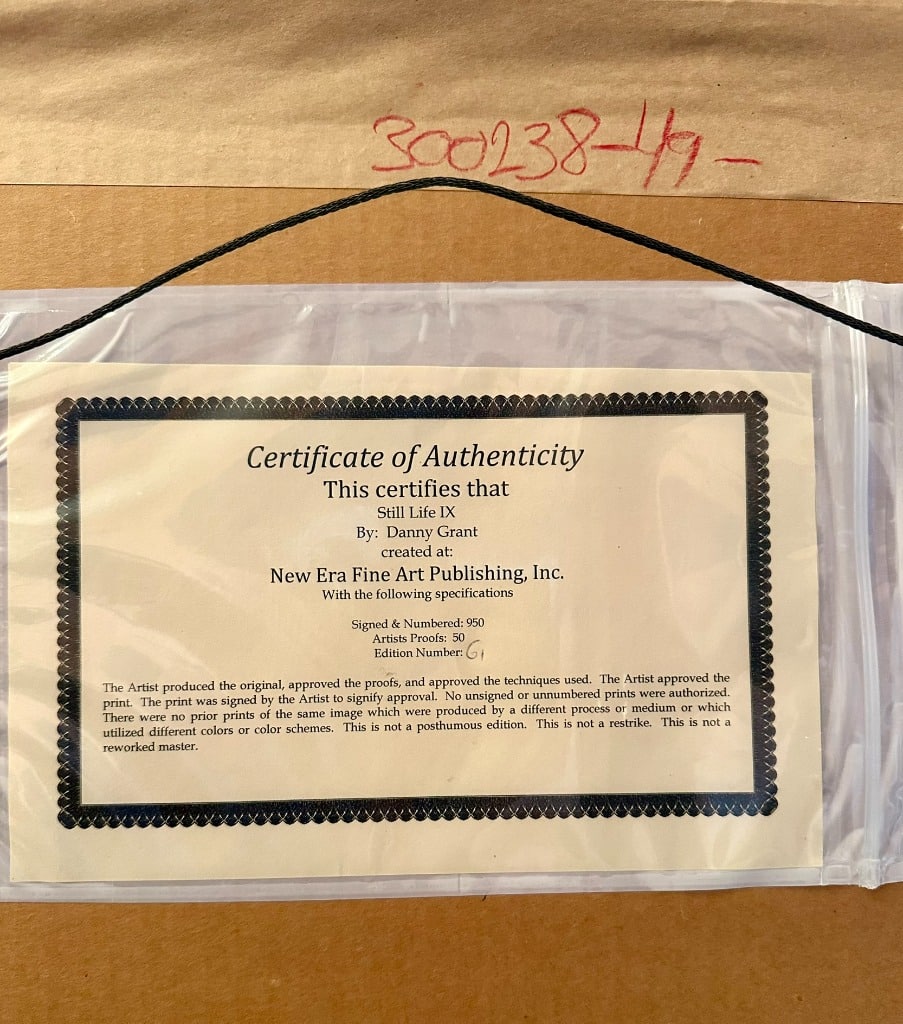 300238-49-
Certificate of Authenticity
This certifies that
Still Life IX
By: Danny Grant
created at:
New Era Fine Art Publishing, Inc.
With the following specifications
Signed & Numbered: 950
Artists Proofs: 50
Edition Number: 61
The Artist produced the original, approved the proofs, and approved the techniques used. The Artist approved the
print. The print was signed by the Artist to signify approval. No unsigned or unnumbered prints were authorized.
There were no prior prints of the same image which were produced by a different process or medium or which
utilized different colors or color schemes. This is not a posthumous edition. This is not a restrike. This is not a
reworked master.